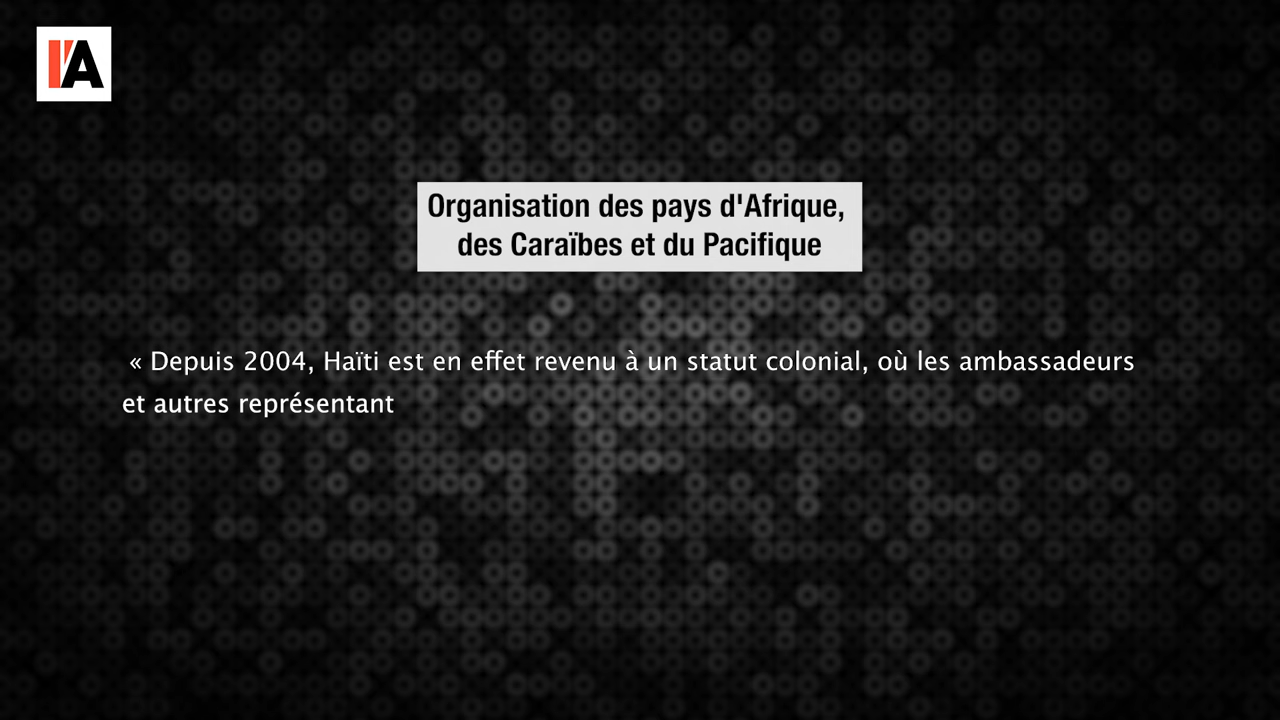 l'A
Organisation des pays d'Afrique,
des Caraïbes et du Pacifique
« Depuis 2004, Haïti est en effet revenu à un statut colonial, où les ambassadeurs
et autres représentant